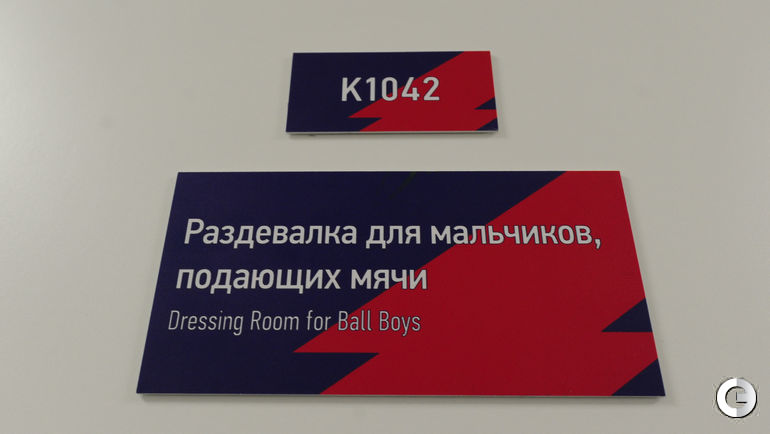 K1042
Раздевалка для мальчиков,
подающих мячи
Dressing Room for Ball Boys